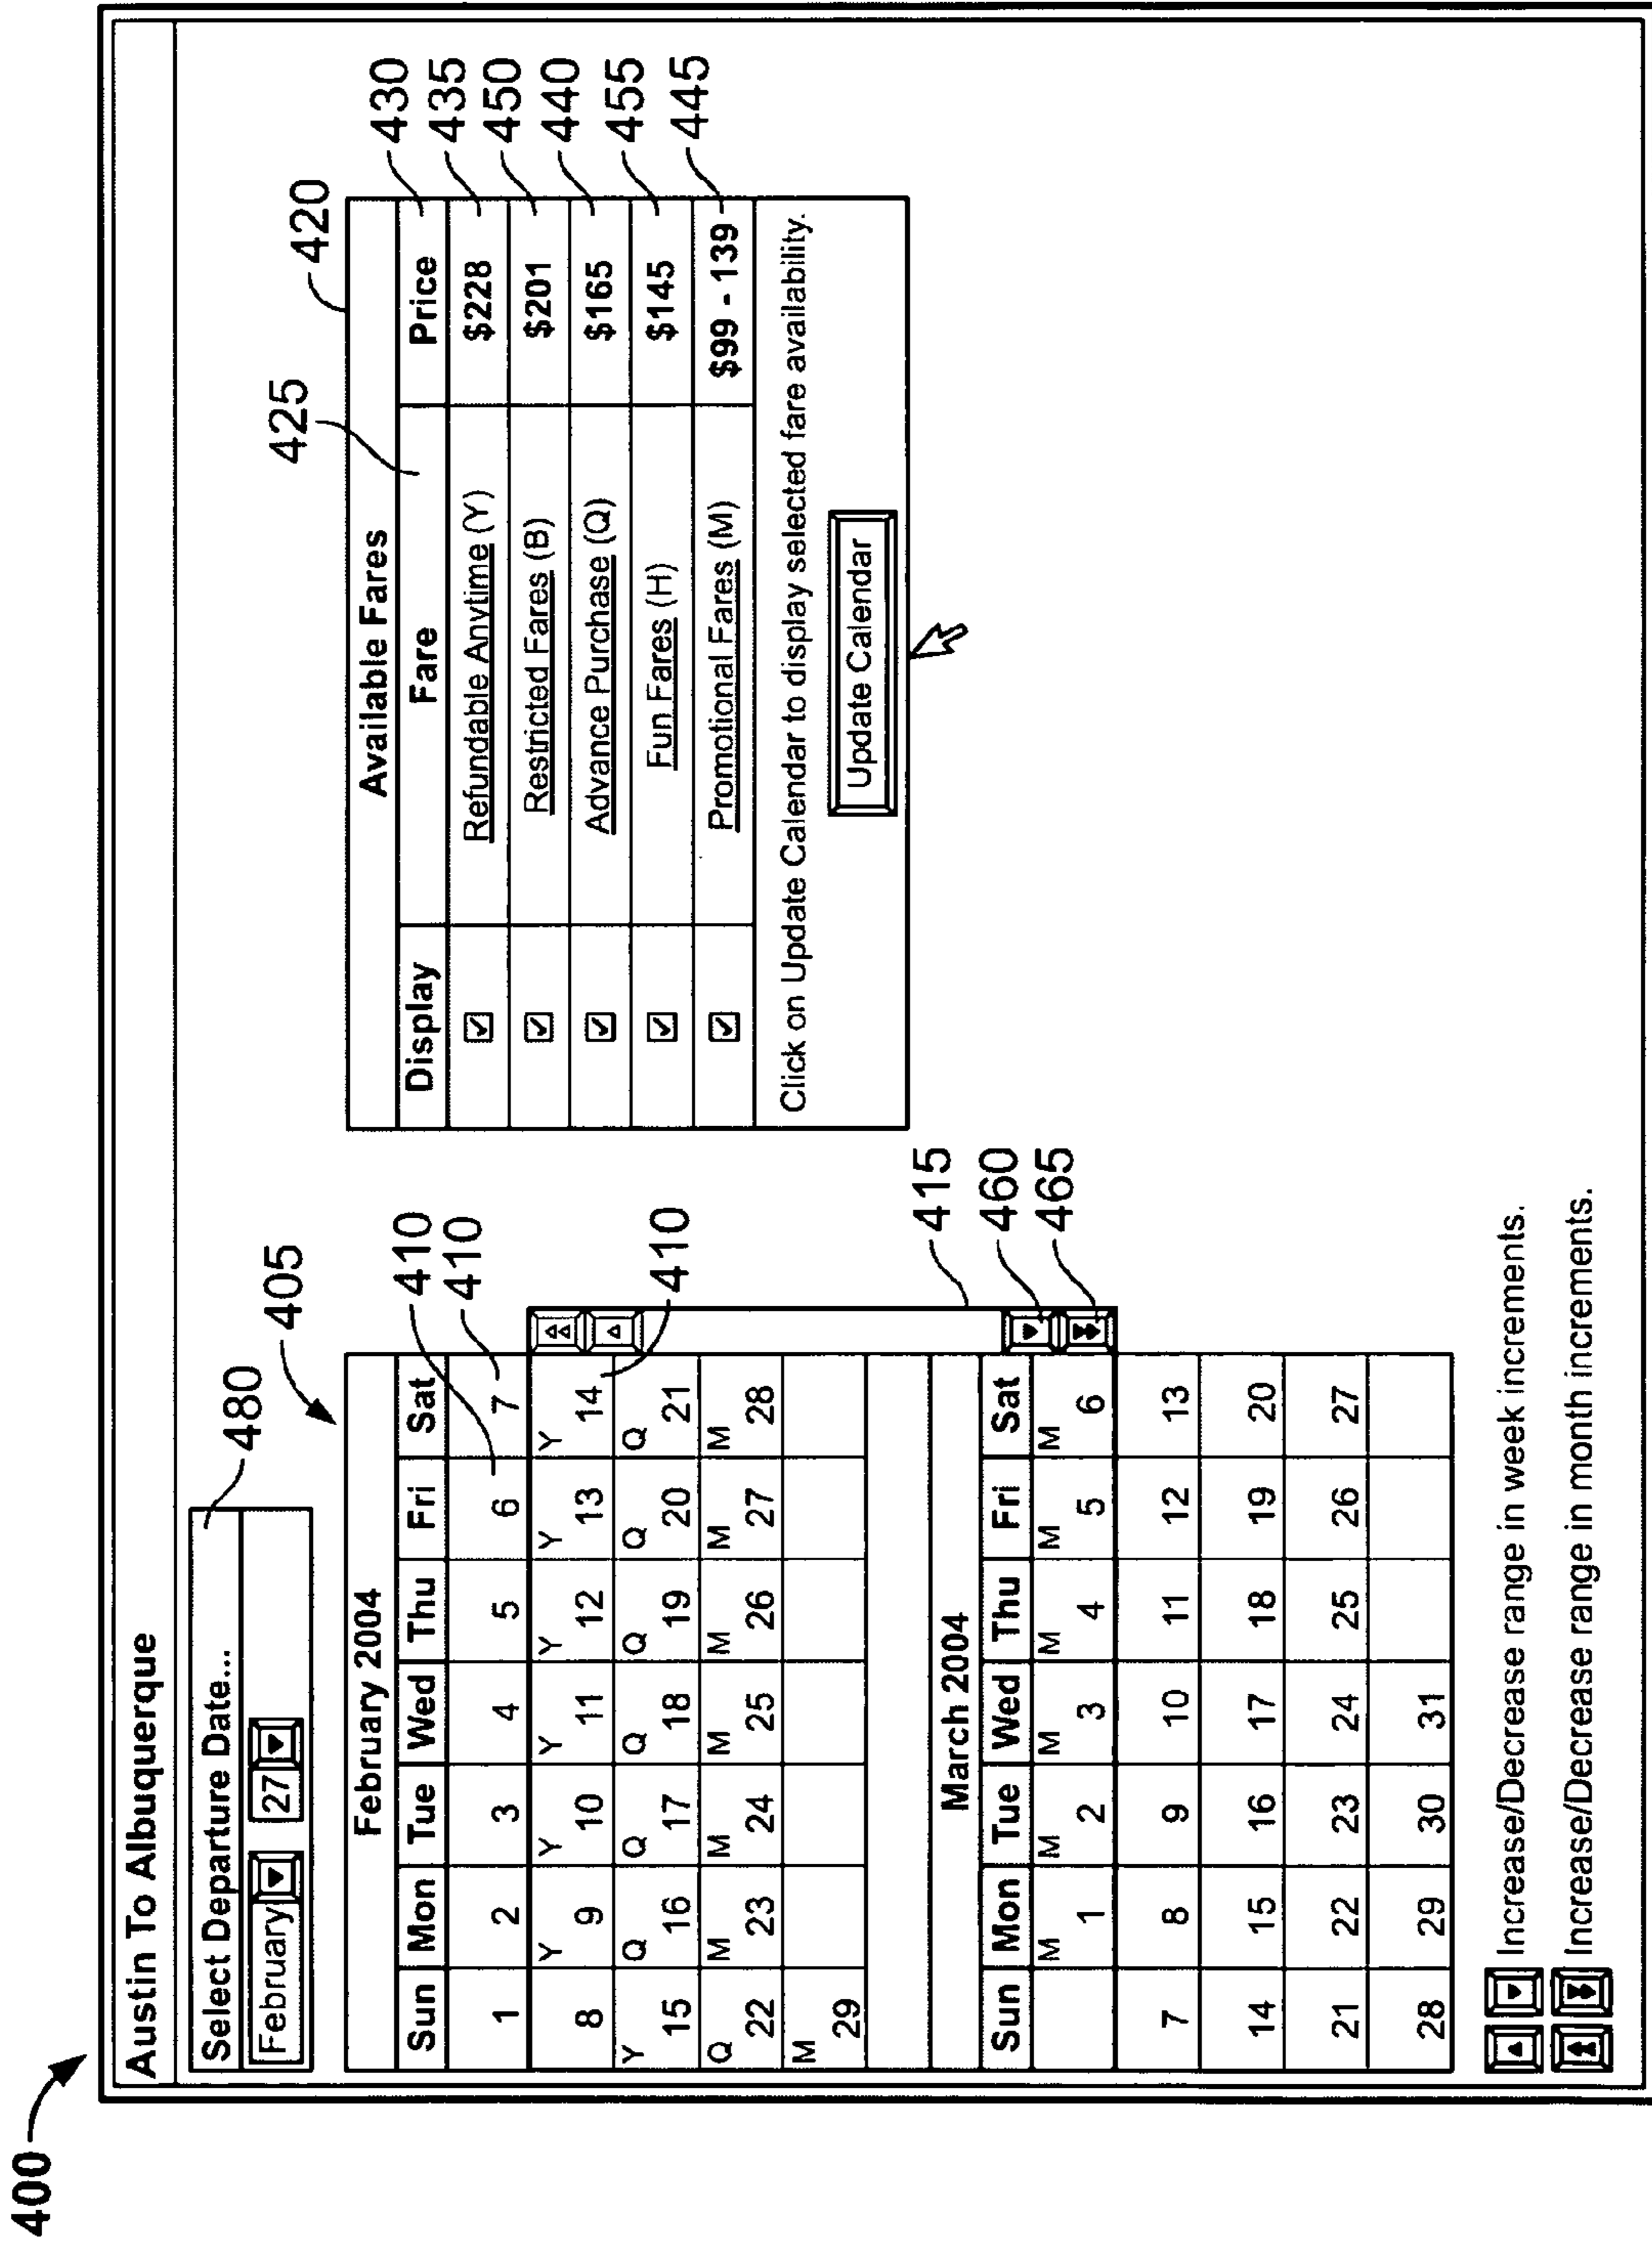 400
Austin To Albuquerque
Select Departure Date...
480
February 27
405
February 2004
Sun Mon Tue Wed Thu Fri Sat
410
1 2 3 4 5 6 7
410
Y Y Y Y Y Y
8 9 10 11 12 13 14
410
Y Q Q Q Q Q Q
15 16 17 18 19 20 21
Q M M M M M M
22 23 24 25 26 27 28
M
29
415
March 2004
Sun Mon Tue Wed Thu Fri Sat
M M M M M M
1 2 3 4 5 6
460
465
7 8 9 10 11 12 13
14 15 16 17 18 19 20
21 22 23 24 25 26 27
28 29 30 31
Increase/Decrease range in week increments.
Increase/Decrease range in month increments.
420
425
Available Fares
Display Fare Price 430
Refundable Anytime (Y) $228 435
Restricted Fares (B) $201 450
Advance Purchase (Q) $165 440
Fun Fares (H) $145 455
Promotional Fares (M) $99 - 139 445
Click on Update Calendar to display selected fare availability.
Update Calendar